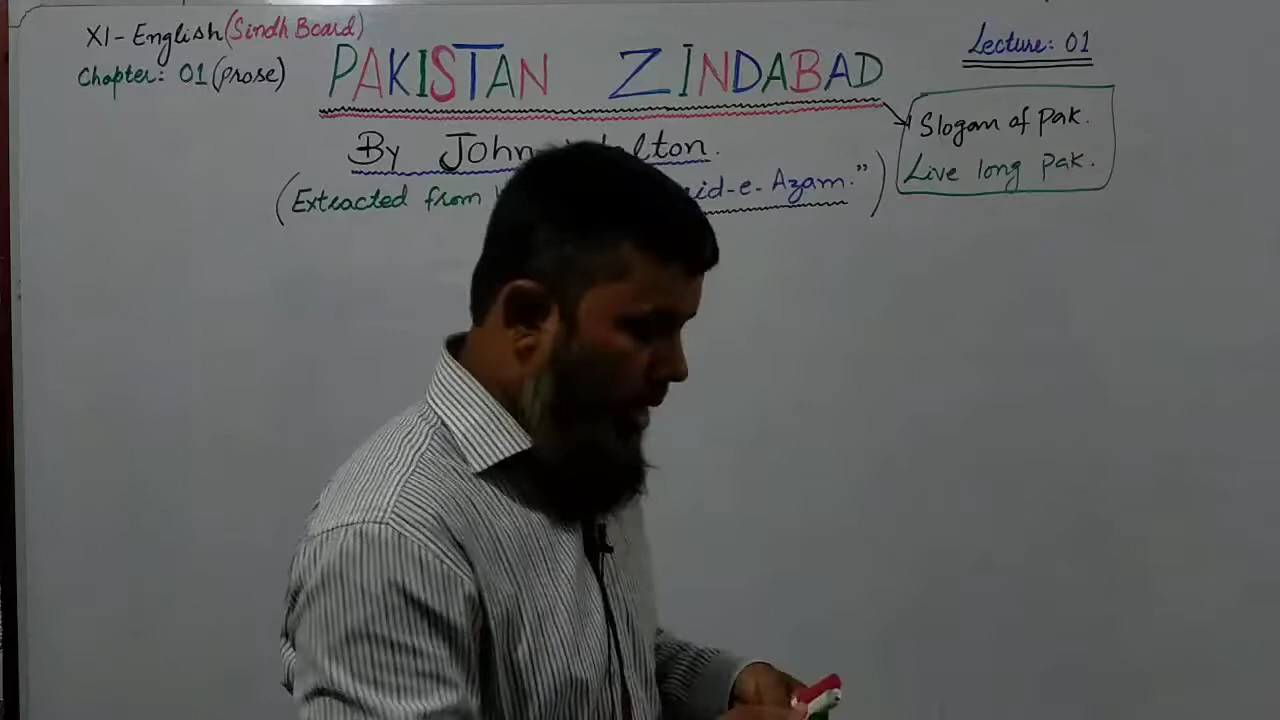 XI-English (Sindh Board)
Chapter: 01 (Prose)
PAKISTAN ZINDABAD
Lecture: 01
By John
(Extracted from
aid-e-Azam.")
Slogan of Pak.
Live long Pak.